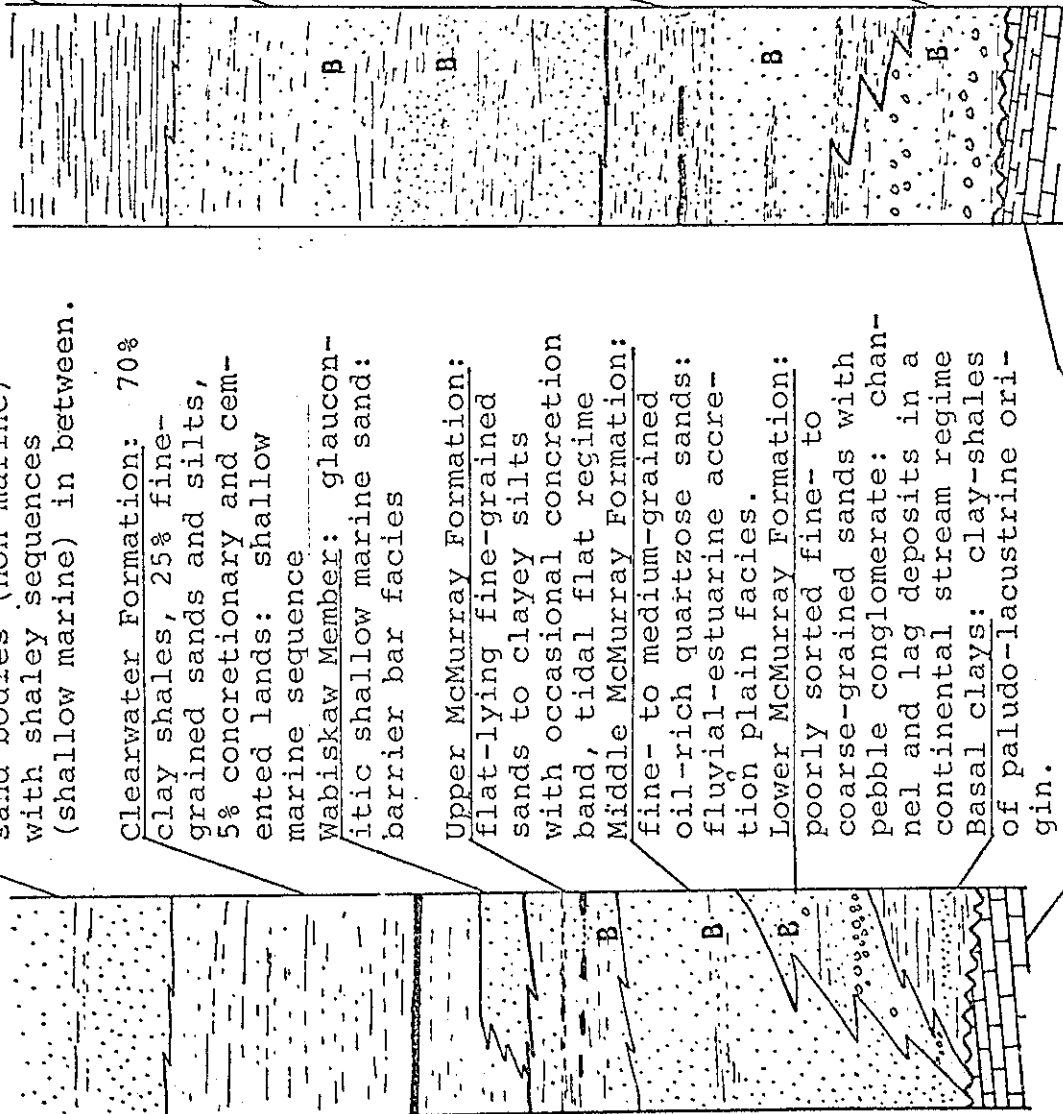 sand bodies (non marine)
with shaley sequences
(shallow marine) in between.
Clearwater Formation: 70%
clay shales, 25% fine-
grained sands and silts,
5% concretionary and cem-
ented lands: shallow
marine sequence
Wabiskaw Member: glaucon-
itic shallow marine sand:
barrier bar facies
Upper McMurray Formation:
flat-lying fine-grained
sands to clayey silts
with occasional concretion
band, tidal flat regime
Middle McMurray Formation:
fine- to medium-grained
oil-rich quartzose sands:
fluvial-estuarine accre-
tion plain facies.
Lower McMurray Formation:
poorly sorted fine- to
coarse-grained sands with
pebble conglomerate: chan-
nel and lag deposits in a
continental stream regime
Basal clays: clay-shales
of paludo-lacustrine ori-
gin.
B
B
B
B
B
B
B